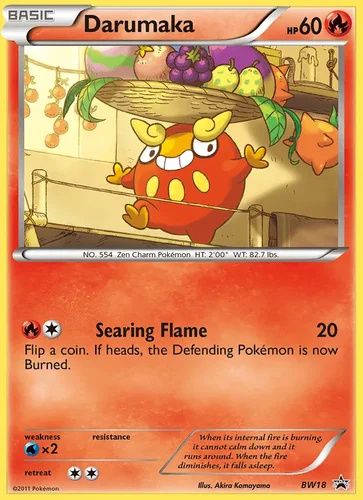 BASIC
Darumaka HP 60
NO. 554 Zen Charm Pokémon HT: 2'00" WT: 82.7 lbs.
Searing Flame 20
Flip a coin. If heads, the Defending Pokémon is now
Burned.
weakness resistance
×2
retreat
When its internal fire is burning,
it cannot calm down and it
runs around. When the fire
diminishes, it falls asleep.
©2011 Pokémon
Illus. Akira Komayama
BW18
PROMO